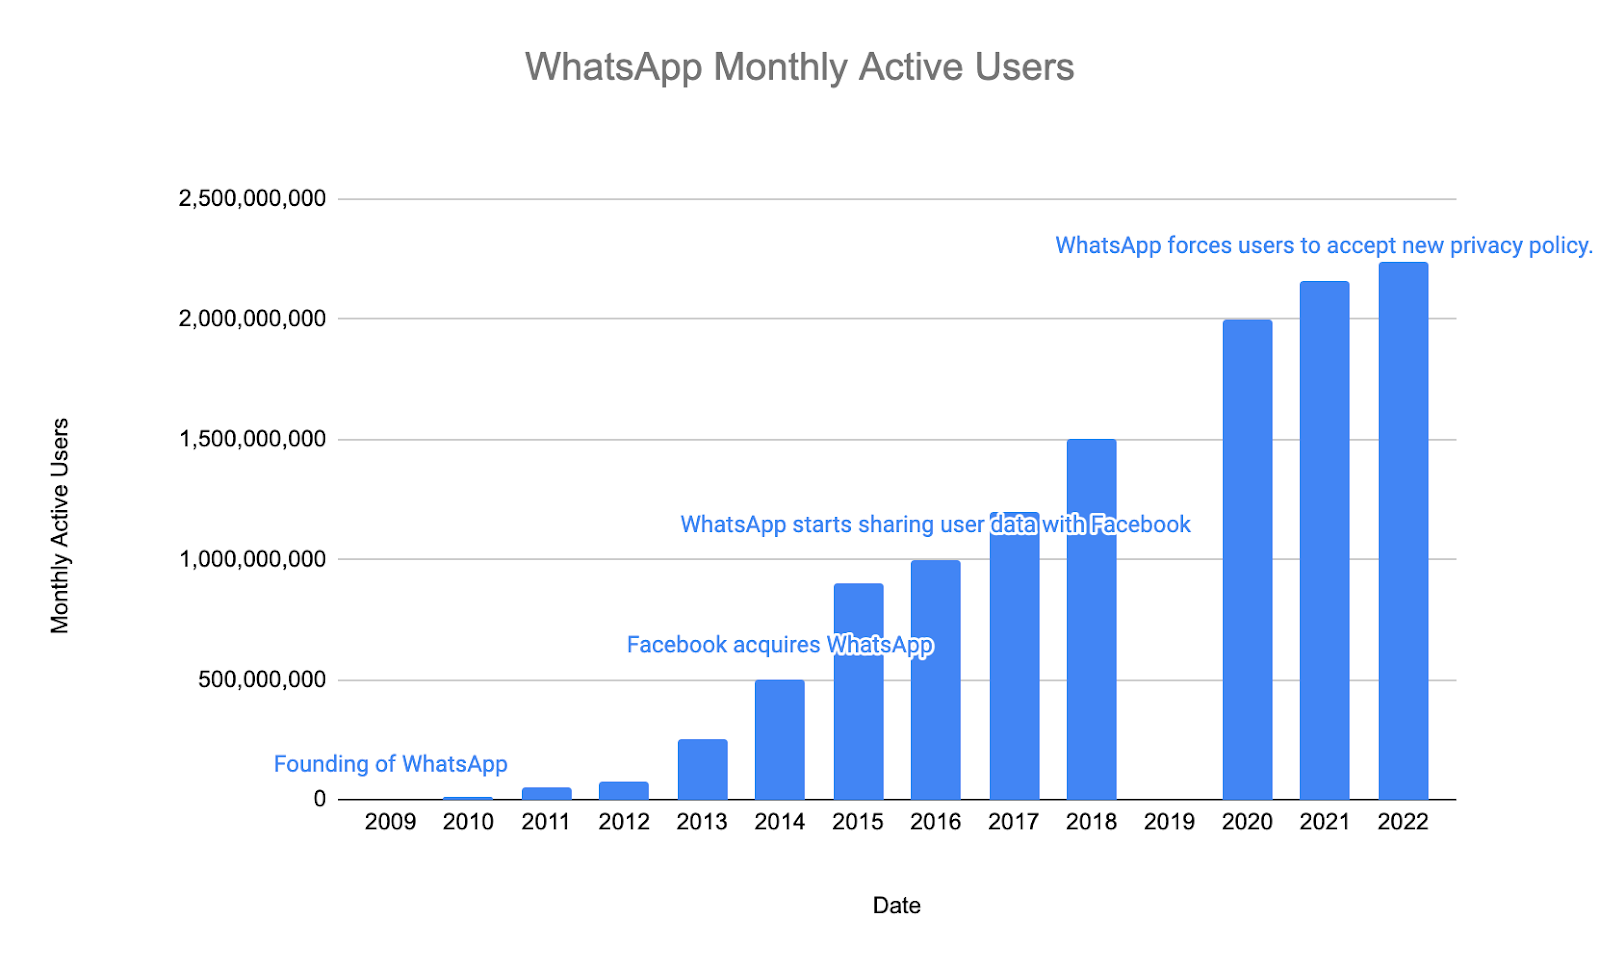 WhatsApp Monthly Active Users
2,500,000,000
WhatsApp forces users to accept new privacy policy.
2,000,000,000
1,500,000,000
WhatsApp starts sharing user data with Facebook
1,000,000,000
Facebook acquires WhatsApp
500,000,000
Founding of WhatsApp
0
Monthly Active Users
2009 2010 2011 2012 2013 2014 2015 2016 2017 2018 2019 2020 2021 2022
Date